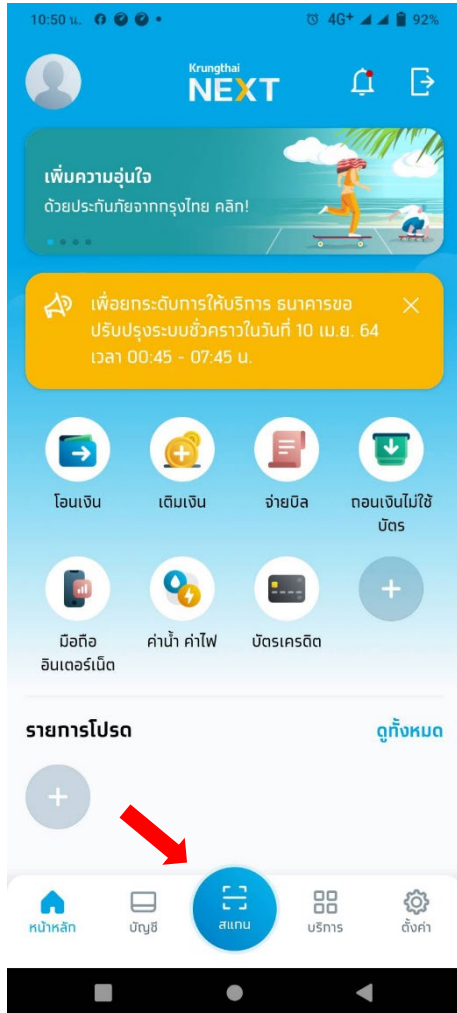 10:50 น.
4G+ 92%
Krungthai
NEXT
เพิ่มความอุ่นใจ
ด้วยประกันภัยจากกรุงไทย คลิก!
เพื่อยกระดับการให้บริการ ธนาคารขอ
ปรับปรุงระบบชั่วคราวในวันที่ 10 เม.ย. 64
เวลา 00:45 - 07:45 น.
โอนเงิน
เติมเงิน
จ่ายบิล
ถอนเงินไม่ใช้
บัตร
มือถือ
อินเตอร์เน็ต
ค่าน้ำ ค่าไฟ
บัตรเครดิต
รายการโปรด
ดูทั้งหมด
หน้าหลัก
บัญชี
สแกน
บริการ
ตั้งค่า